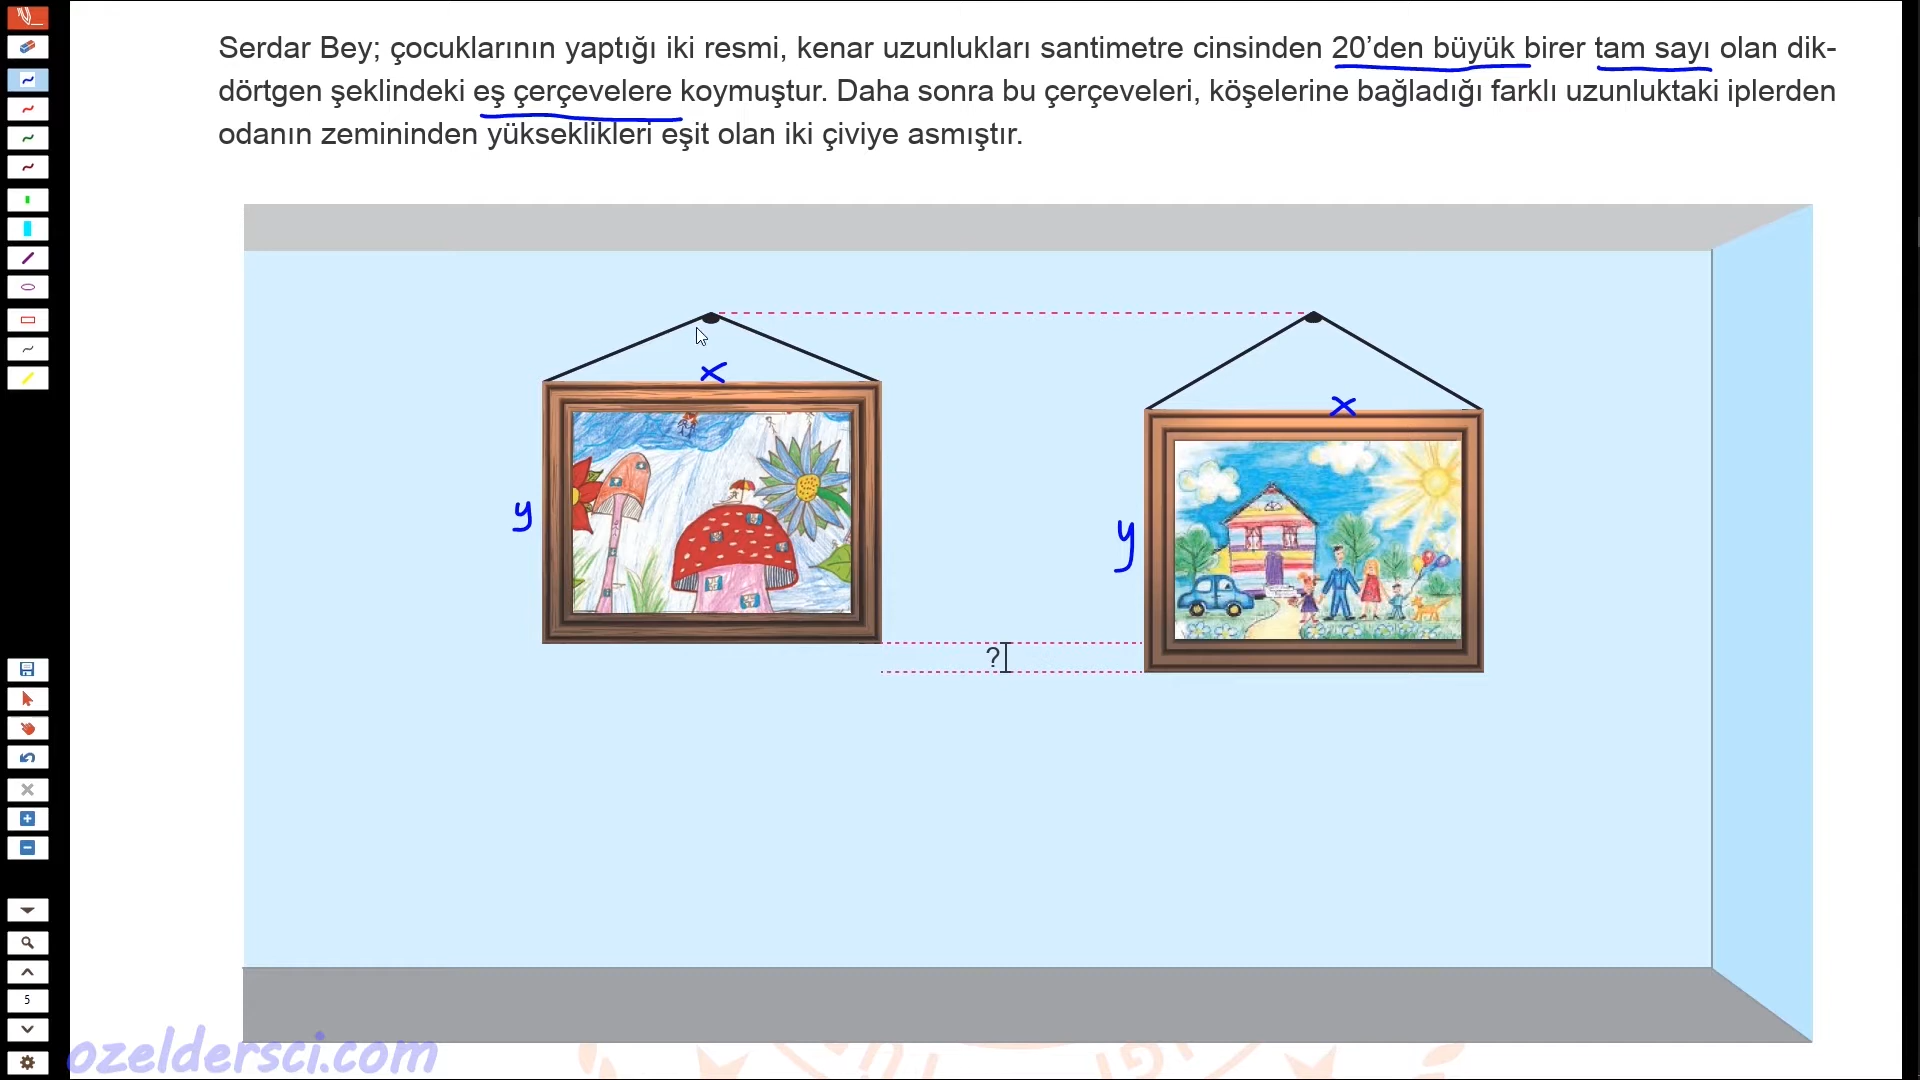 Serdar Bey; çocuklarının yaptığı iki resmi, kenar uzunlukları santimetre cinsinden 20’den büyük birer tam sayı olan dik-
dörtgen şeklindeki eş çerçevelere koymuştur. Daha sonra bu çerçeveleri, köşelerine bağladığı farklı uzunluktaki iplerden
odanın zemininden yükseklikleri eşit olan iki çiviye asmıştır.
x
x
y
y
?
5
ozeldersci.com